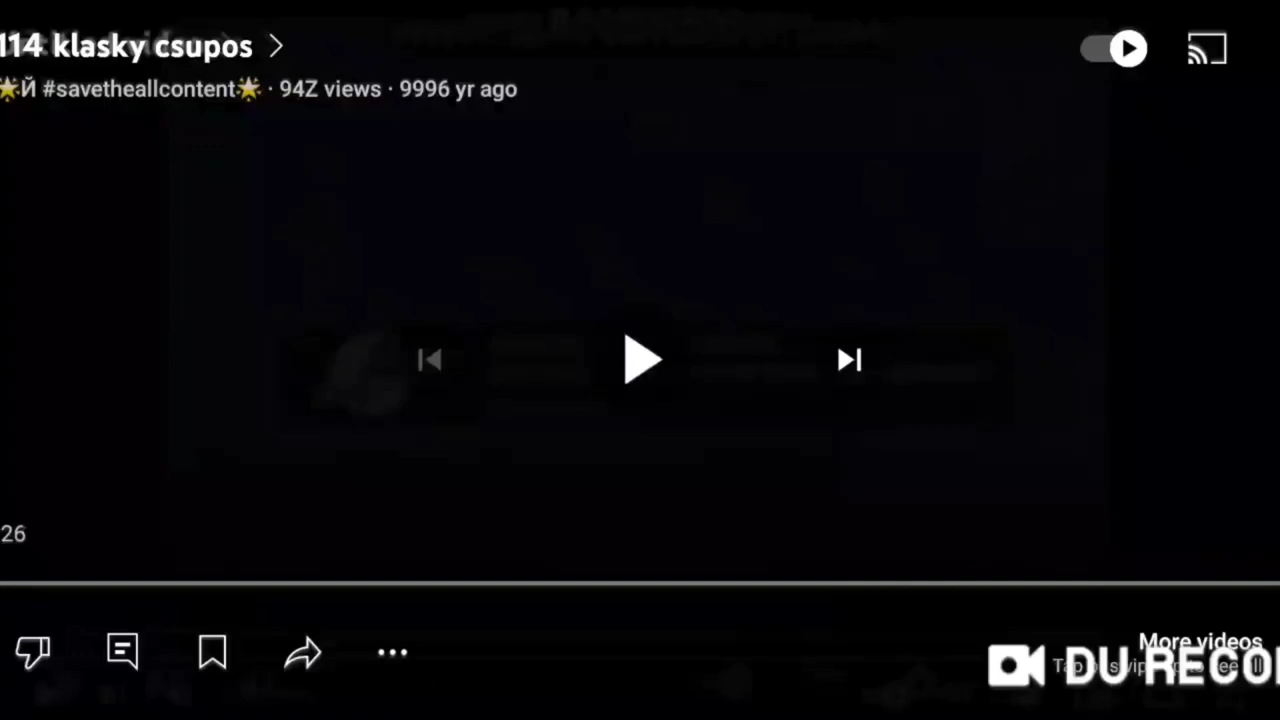 114 klasky csupos
🌟Й #savetheallcontent🌟 · 94Z views · 9996 yr ago
26
More videos
DU RECO